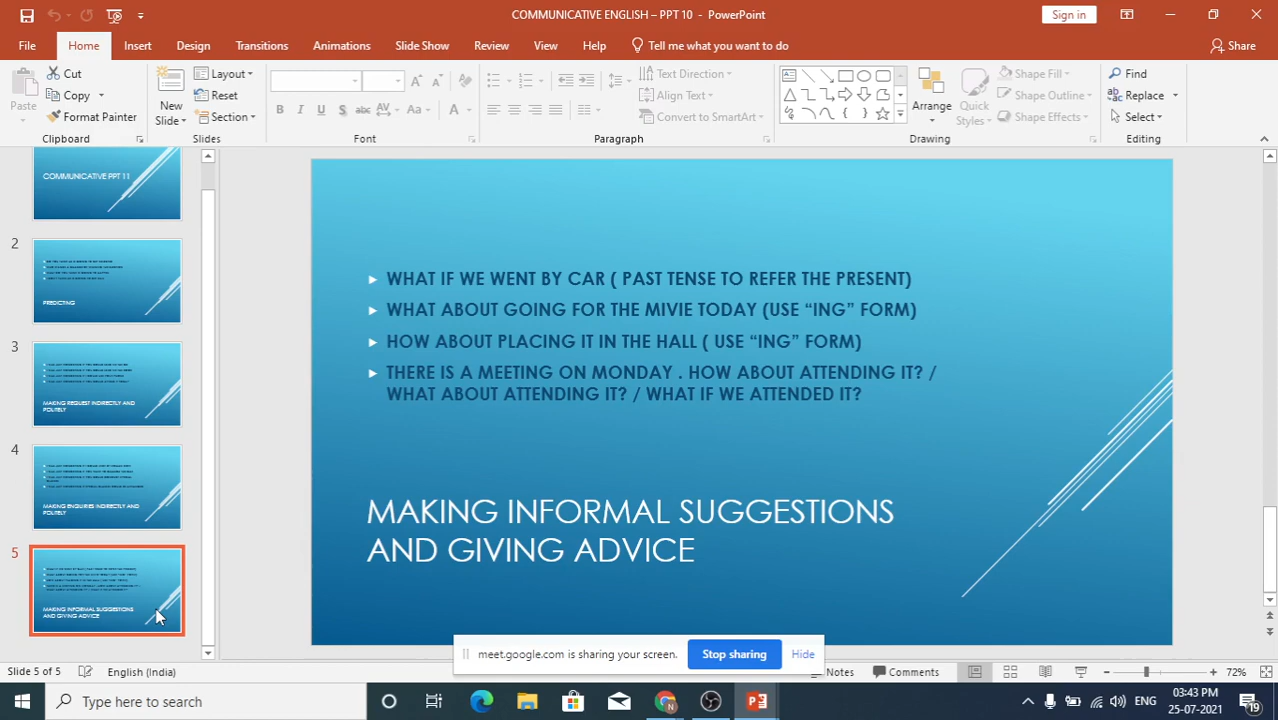 COMMUNICATIVE ENGLISH – PPT 10 - PowerPoint
Sign in
File Home Insert Design Transitions Animations Slide Show Review View Help Tell me what you want to do Share
Paste
Cut
Copy
Format Painter
Clipboard
New Slide
Layout
Reset
Section
Slides
B I U S abc AV Aa A
Font
Text Direction
Align Text
Convert to SmartArt
Paragraph
Arrange
Quick Styles
Shape Fill
Shape Outline
Shape Effects
Drawing
Find
Replace
Select
Editing
COMMUNICATIVE PPT 11
2
PREDICTING
3
MAKING REQUEST INDIRECTLY AND
POLITELY
4
MAKING ENQUIRIES INDIRECTLY AND
POLITELY
5
MAKING INFORMAL SUGGESTIONS
AND GIVING ADVICE
WHAT IF WE WENT BY CAR ( PAST TENSE TO REFER THE PRESENT)
WHAT ABOUT GOING FOR THE MIVIE TODAY (USE “ING” FORM)
HOW ABOUT PLACING IT IN THE HALL ( USE “ING” FORM)
THERE IS A MEETING ON MONDAY . HOW ABOUT ATTENDING IT? /
WHAT ABOUT ATTENDING IT? / WHAT IF WE ATTENDED IT?
MAKING INFORMAL SUGGESTIONS
AND GIVING ADVICE
meet.google.com is sharing your screen. Stop sharing Hide
Slide 5 of 5 English (India) Notes Comments 72%
Type here to search
ENG
03:43 PM
25-07-2021
19